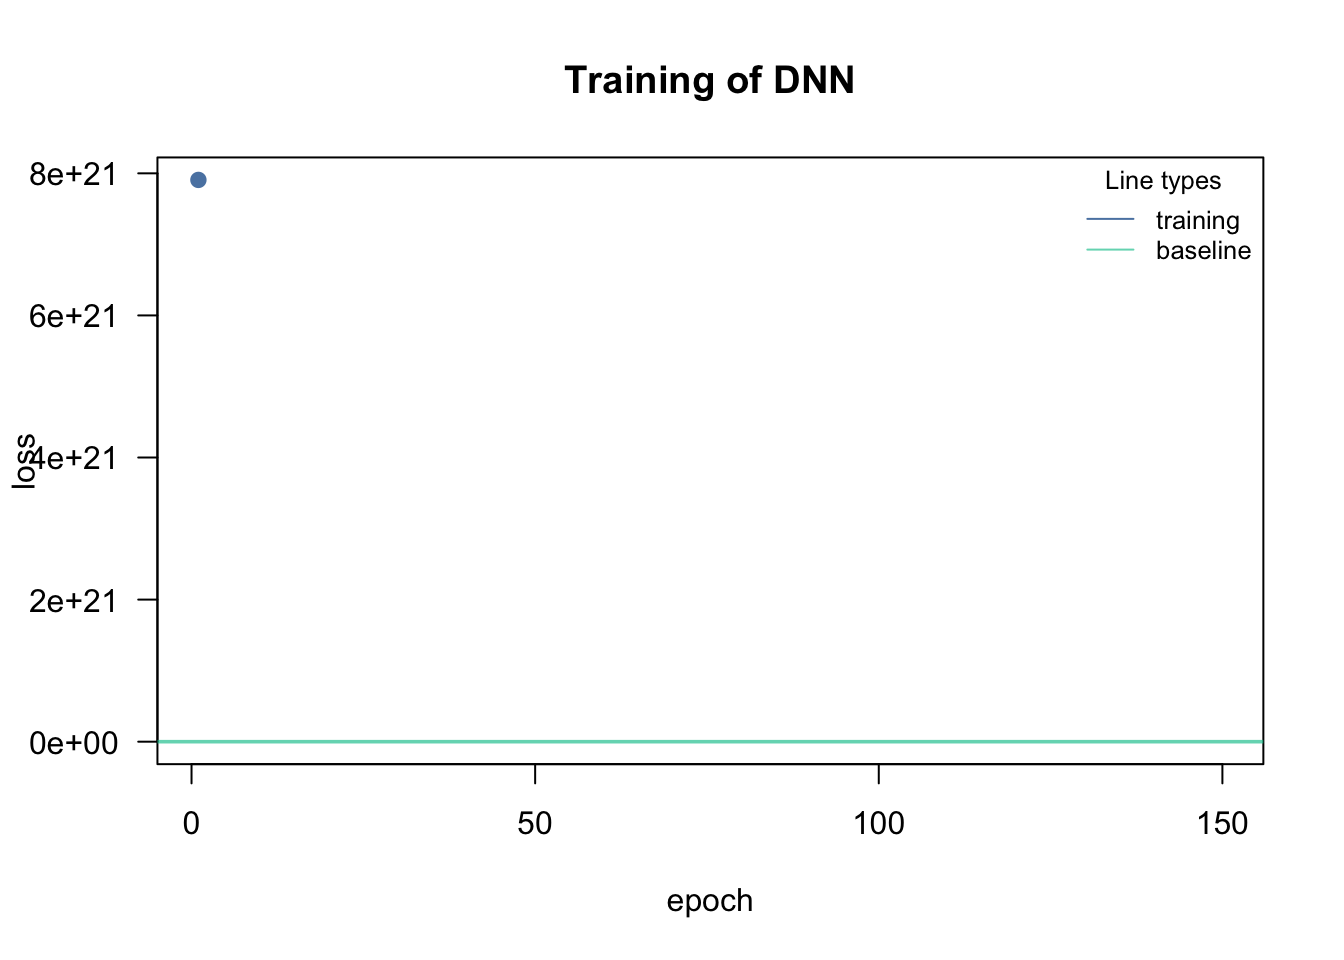 Training of DNN
8e+21
6e+21
4e+21
2e+21
0e+00
loss
Line types
training
baseline
0
50
100
150
epoch